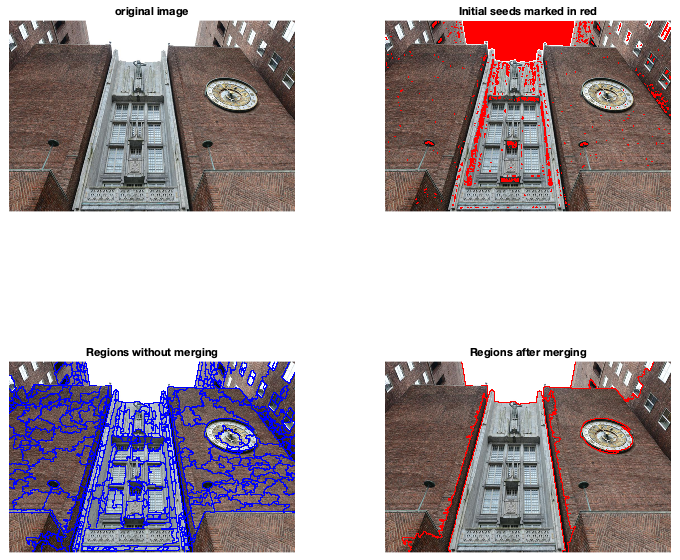 original image
Initial seeds marked in red
Regions without merging
Regions after merging